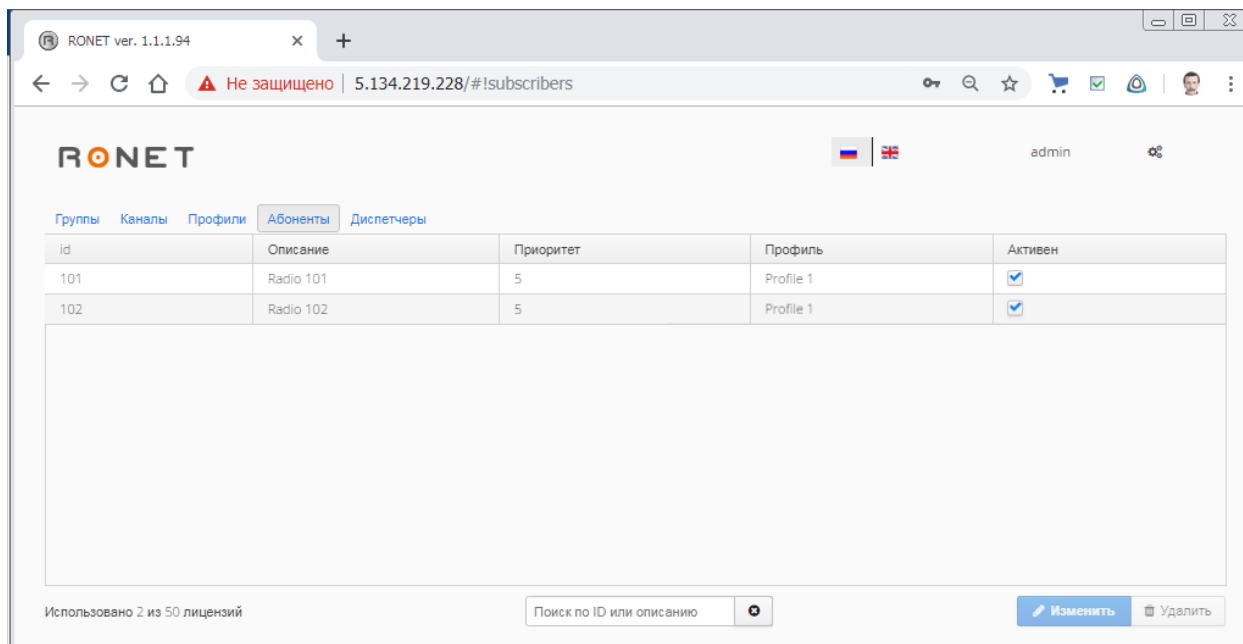 RONET ver. 1.1.1.94
Не защищено 5.134.219.228/#!subscribers
RONET admin
Группы Каналы Профили Абоненты Диспетчеры
id Описание Приоритет Профиль Активен
101 Radio 101 5 Profile 1
102 Radio 102 5 Profile 1
Использовано 2 из 50 лицензий Поиск по ID или описанию Изменить Удалить